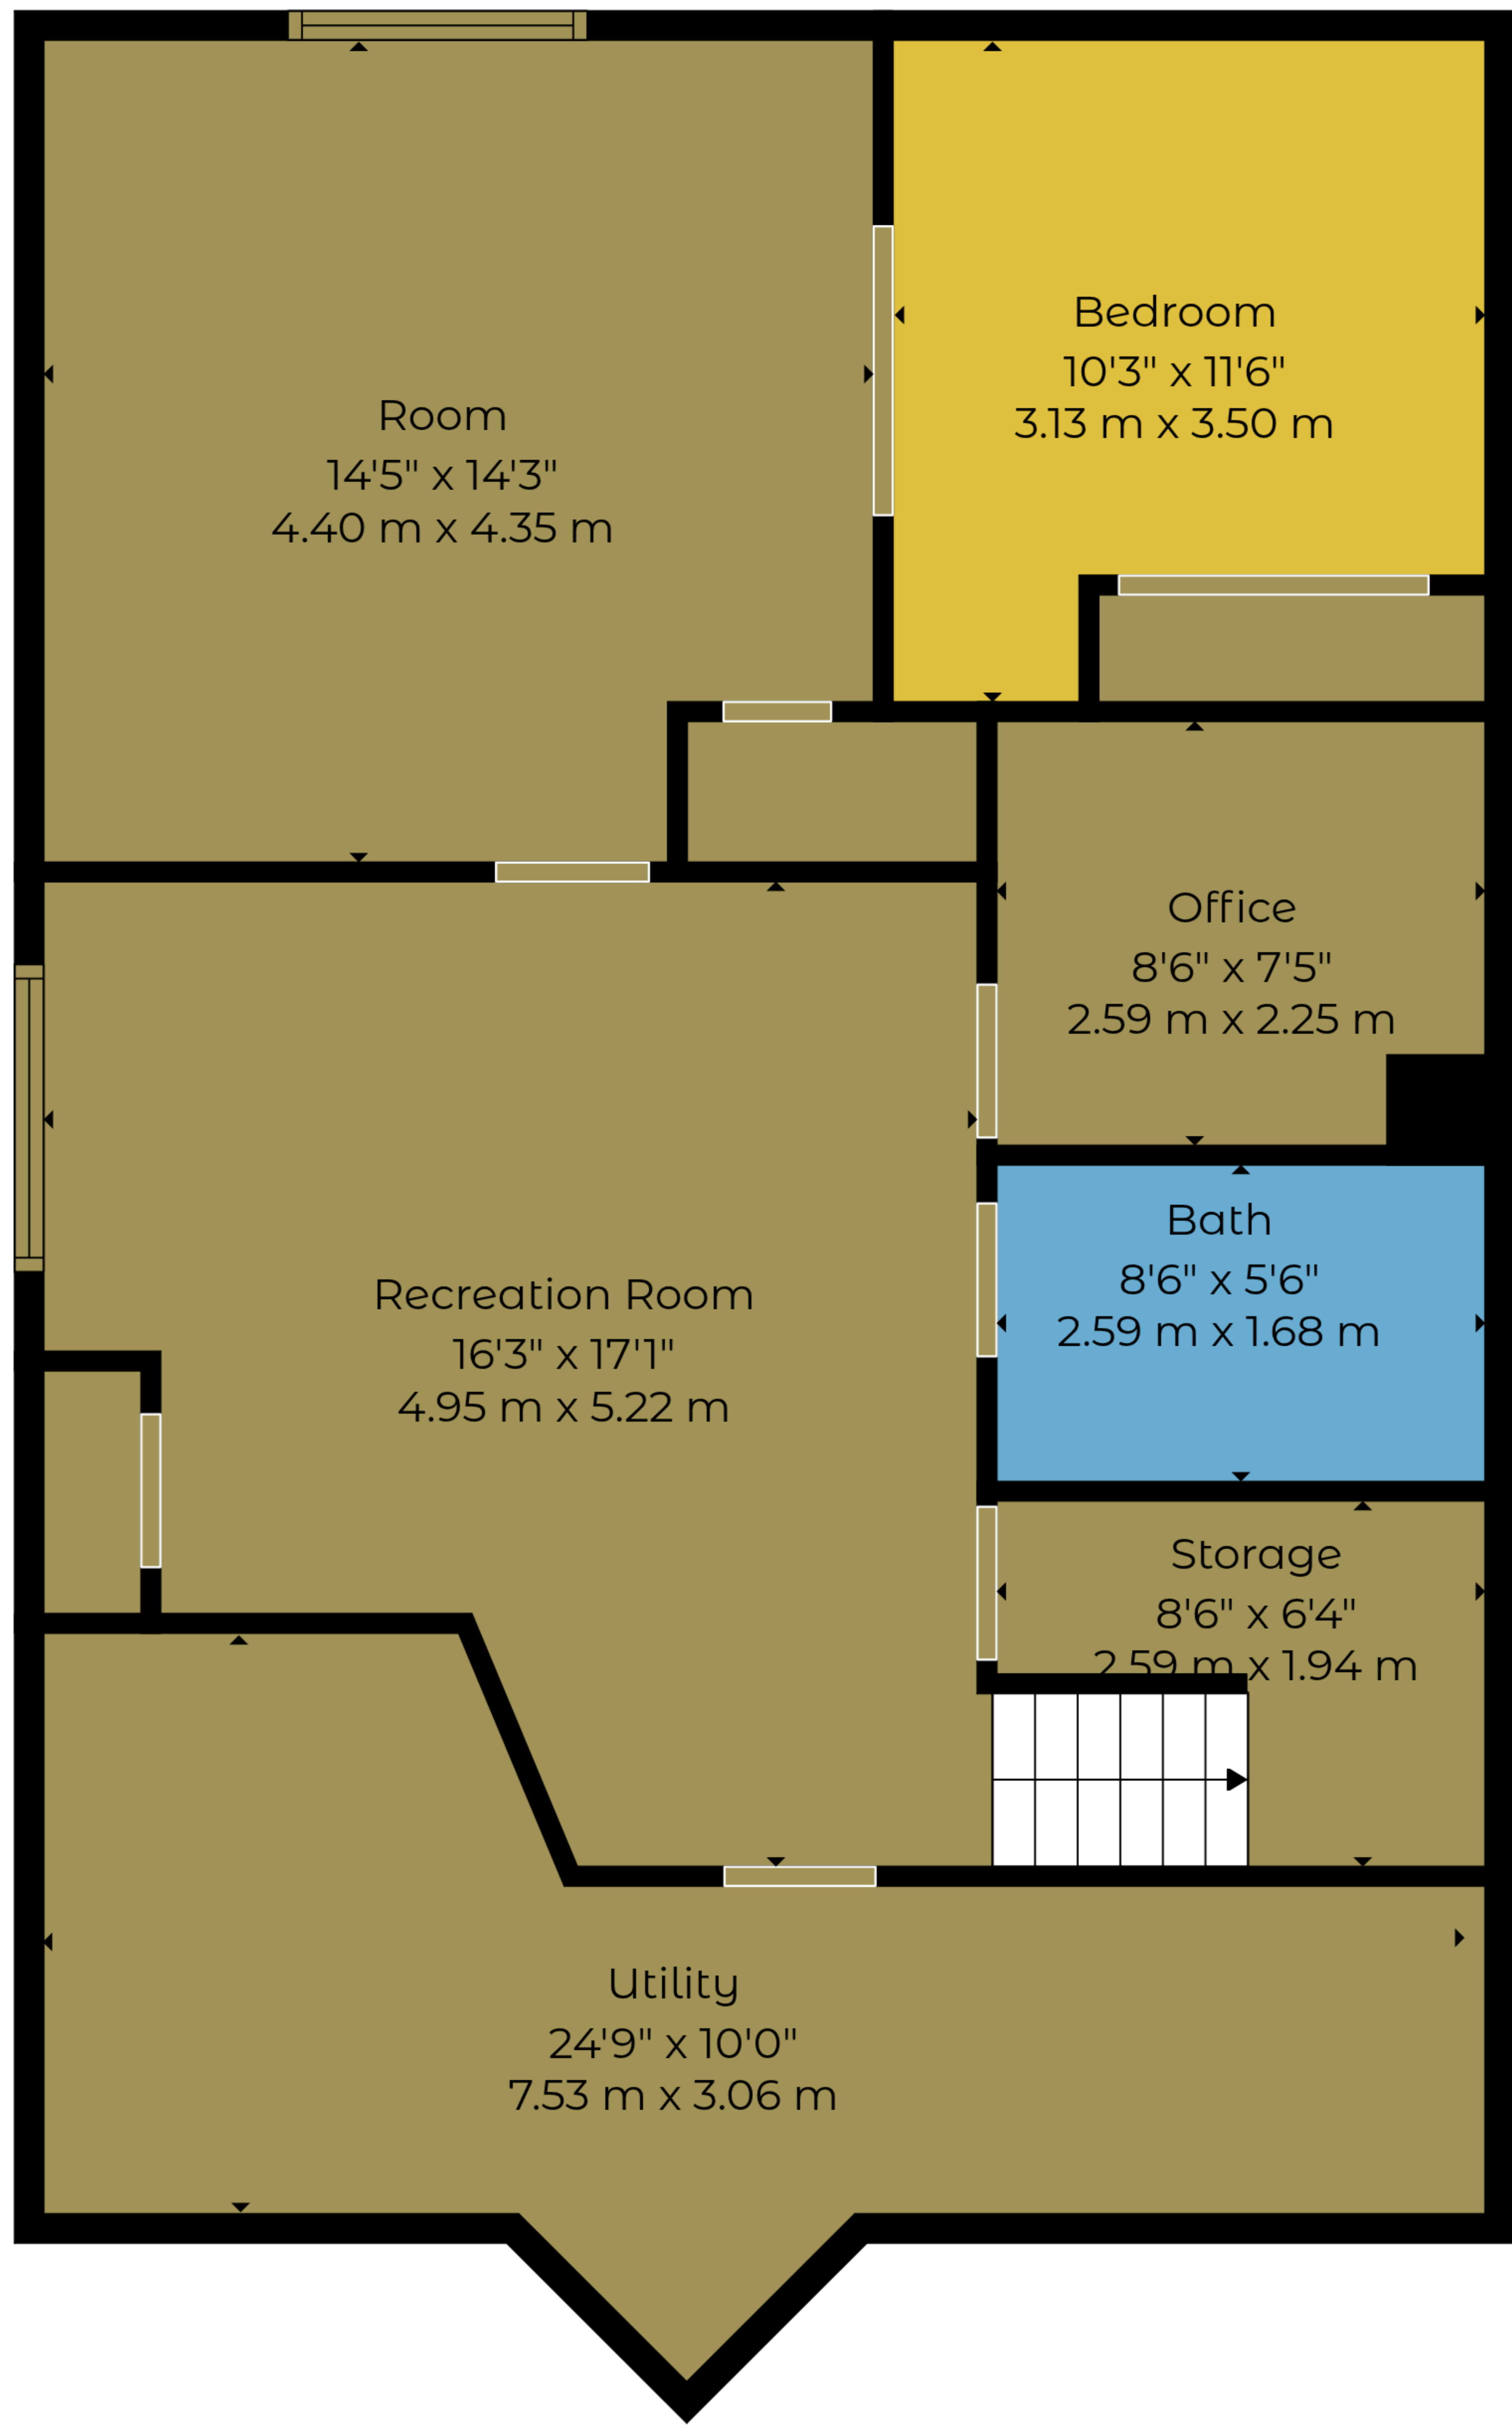 Bedroom
10'3" x 11'6"
3.13 m x 3.50 m
Room
14'5" x 14'3"
4.40 m x 4.35 m
Office
8'6" x 7'5"
2.59 m x 2.25 m
Bath
8'6" x 5'6"
2.59 m x 1.68 m
Recreation Room
16'3" x 17'1"
4.95 m x 5.22 m
Storage
8'6" x 6'4"
2.59 m x 1.94 m
Utility
24'9" x 10'0"
7.53 m x 3.06 m